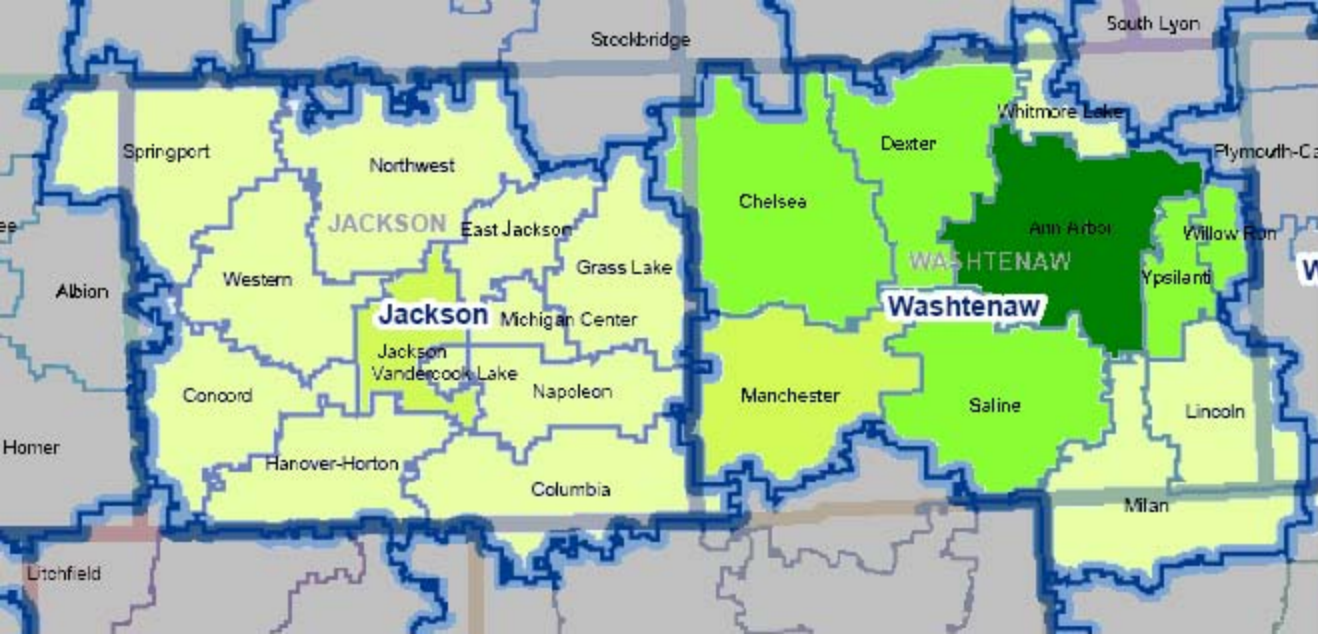 South Lyon
Stockbridge
Whitmore Lake
Springport
Northwest
Dexter
Plymouth-Ca
Chelsea
JACKSON
East Jackson
Ann Arbor
Willow Run
ee
Western
Grass Lake
WASHTENAW
Ypsilanti
W
Albion
Jackson
Michigan Center
Washtenaw
Jackson
Vandercook Lake
Concord
Napoleon
Manchester
Saline
Lincoln
Homer
Hanover-Horton
Columbia
Milan
Litchfield